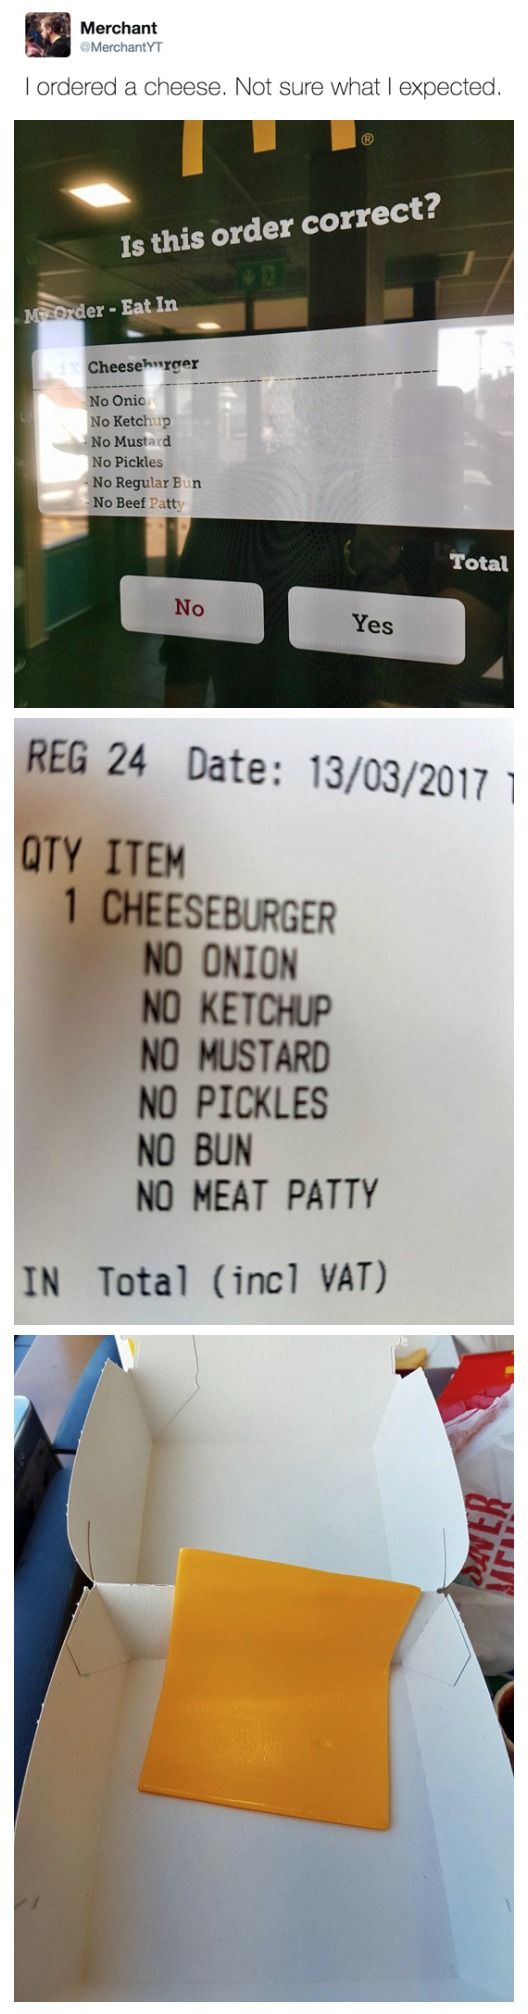 Merchant
@MerchantYT
I ordered a cheese. Not sure what I expected.
®
Is this order correct?
My Order - Eat In
1X Cheeseburger
No Onion
No Ketchup
- No Mustard
No Pickles
- No Regular Bun
- No Beef Patty
Total
No
Yes
REG 24 Date: 13/03/2017
QTY ITEM
1 CHEESEBURGER
NO ONION
NO KETCHUP
NO MUSTARD
NO PICKLES
NO BUN
NO MEAT PATTY
IN Total (incl VAT)
SAVER